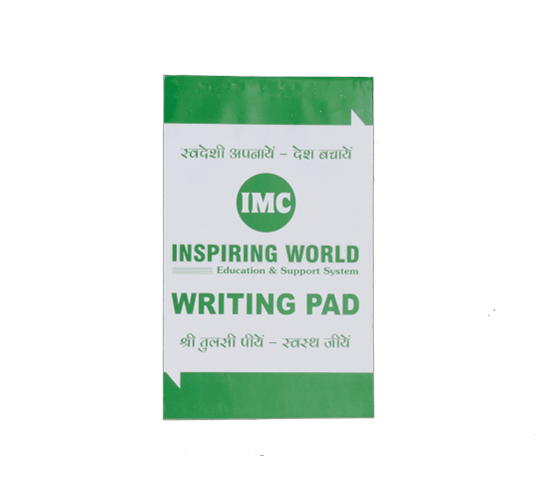 स्वदेशी अपनायें – देश बचायें
IMC
INSPIRING WORLD
Education & Support System
WRITING PAD
श्री तुलसी पीयें – स्वस्थ जीयें